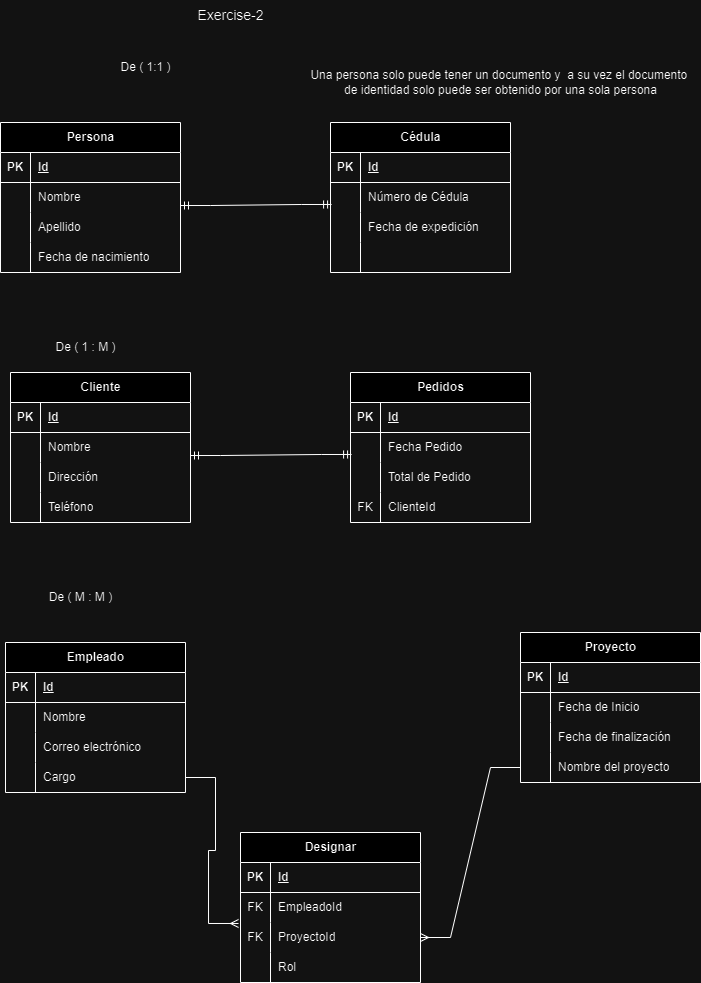 Exercise-2
De ( 1:1 )
Una persona solo puede tener un documento y  a su vez el documento
de identidad solo puede ser obtenido por una sola persona
Persona
PK Id
Nombre
Apellido
Fecha de nacimiento
Cédula
PK Id
Número de Cédula
Fecha de expedición
De ( 1 : M )
Cliente
PK Id
Nombre
Dirección
Teléfono
Pedidos
PK Id
Fecha Pedido
Total de Pedido
FK ClienteId
De ( M : M )
Empleado
PK Id
Nombre
Correo electrónico
Cargo
Proyecto
PK Id
Fecha de Inicio
Fecha de finalización
Nombre del proyecto
Designar
PK Id
FK EmpleadoId
FK ProyectoId
Rol